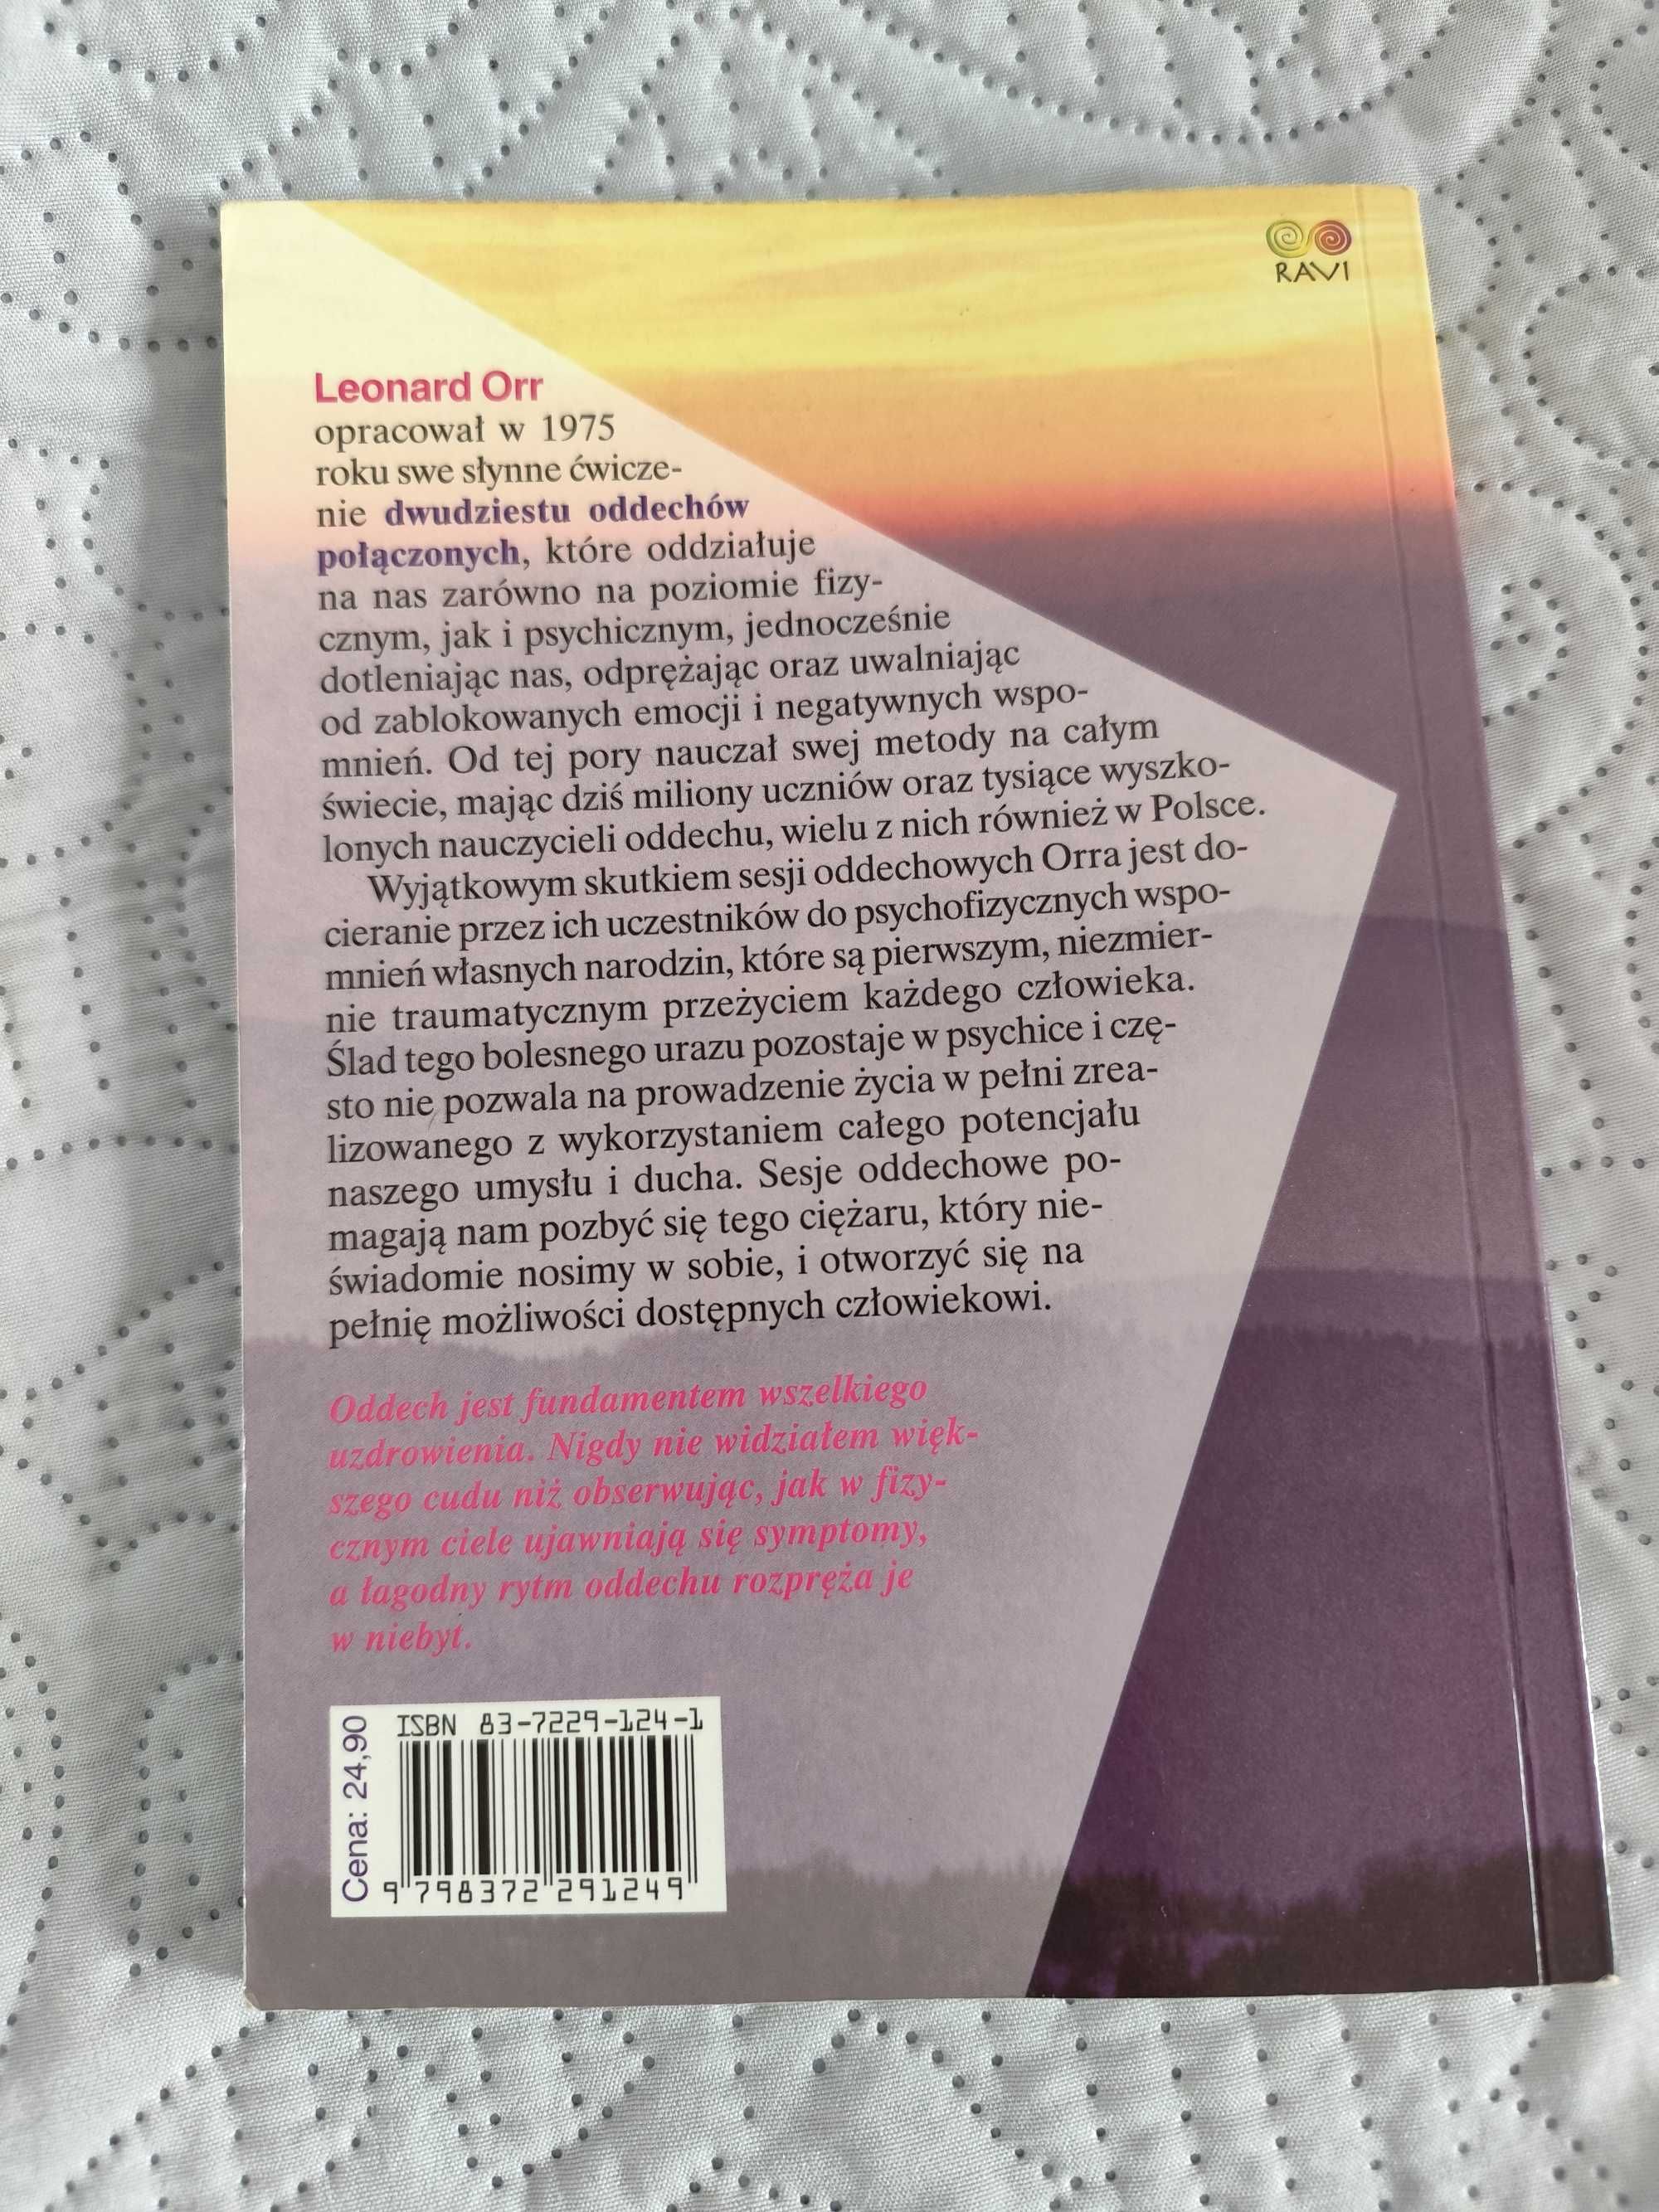 RAVI
Leonard Orr
opracował w 1975
roku swe słynne ćwicze-
nie dwudziestu oddechów
połączonych, które oddziałuje
na nas zarówno na poziomie fizy-
cznym, jak i psychicznym, jednocześnie
dotleniając nas, odprężając oraz uwalniając
od zablokowanych emocji i negatywnych wspo-
mnień. Od tej pory nauczał swej metody na całym
świecie, mając dziś miliony uczniów oraz tysiące wyszko-
lonych nauczycieli oddechu, wielu z nich również w Polsce.
Wyjątkowym skutkiem sesji oddechowych Orra jest do-
cieranie przez ich uczestników do psychofizycznych wspo-
mnień własnych narodzin, które są pierwszym, niezmier-
nie traumatycznym przeżyciem każdego człowieka.
Ślad tego bolesnego urazu pozostaje w psychice i czę-
sto nie pozwala na prowadzenie życia w pełni zrea-
lizowanego z wykorzystaniem całego potencjału
naszego umysłu i ducha. Sesje oddechowe po-
magają nam pozbyć się tego ciężaru, który nie-
świadomie nosimy w sobie, i otworzyć się na
pełnię możliwości dostępnych człowiekowi.
Oddech jest fundamentem wszelkiego
uzdrowienia. Nigdy nie widziałem więk-
szego cudu niż obserwując, jak w fizy-
cznym ciele ujawniają się symptomy,
a łagodny rytm oddechu rozpręża je
w niebyt.
Cena: 24,90
ISBN 83-7229-124-1
9 798372 291249